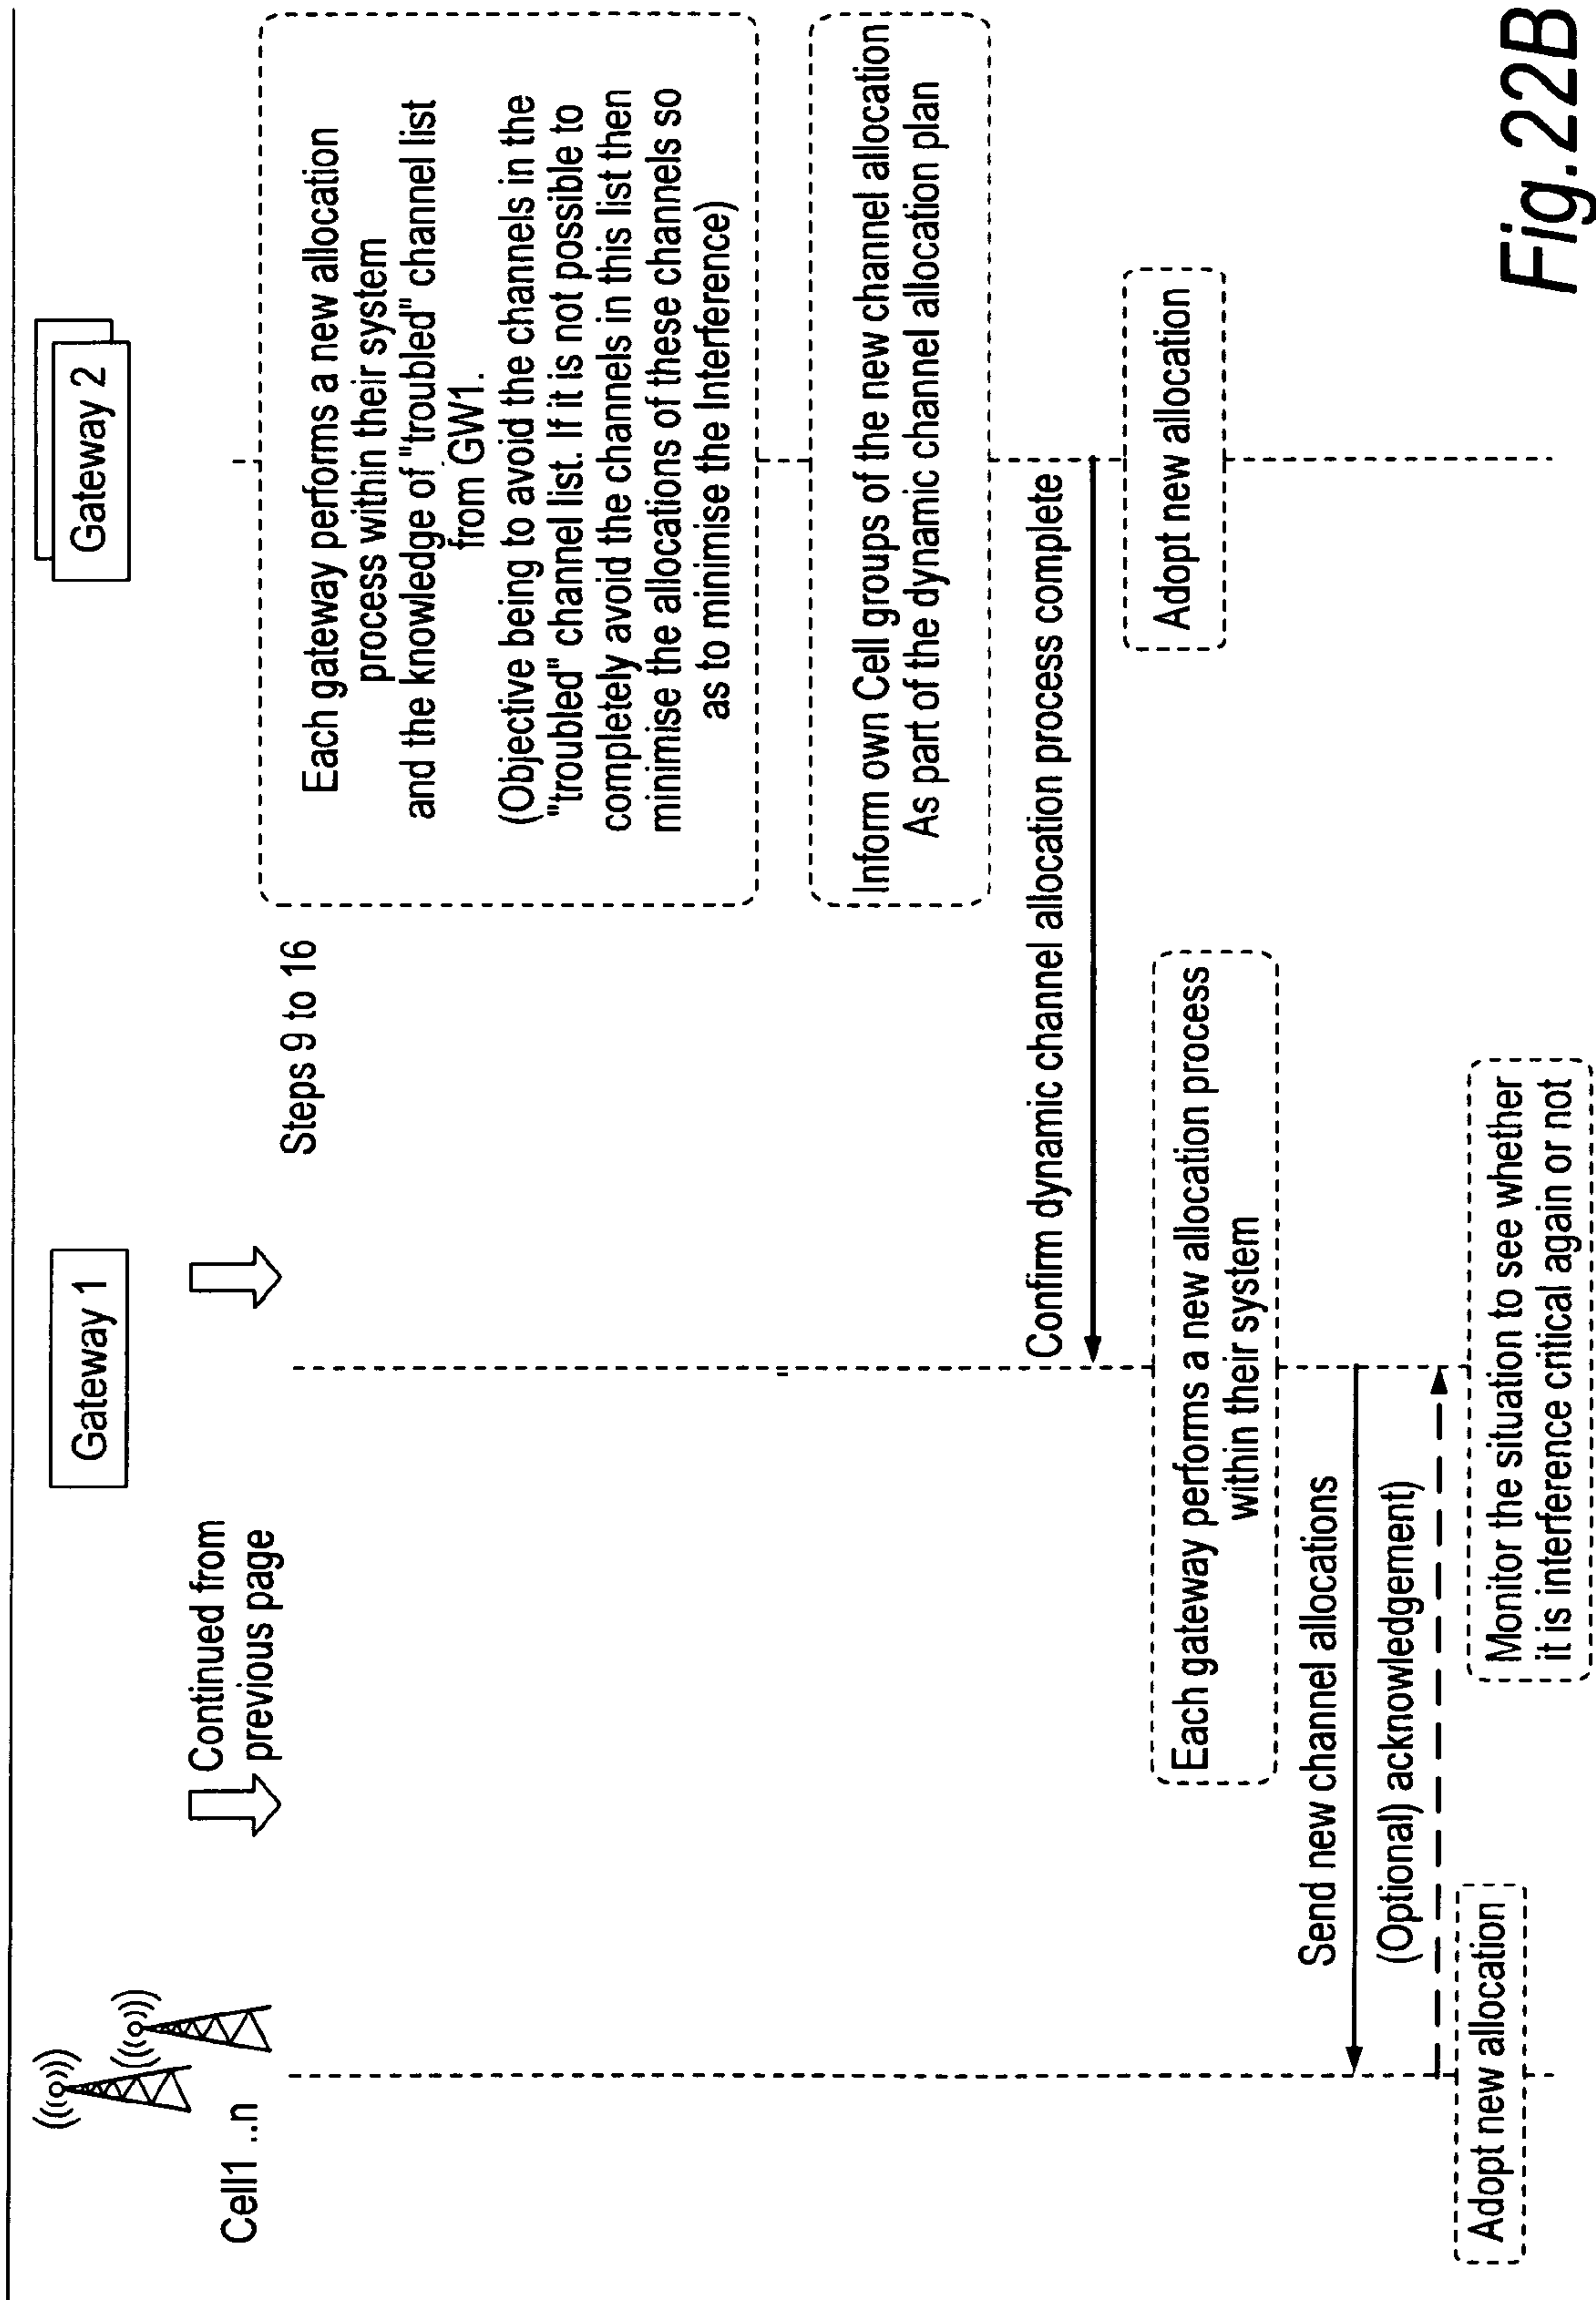 Cell1 ..n
Continued from
previous page
Gateway 1
Gateway 2
Steps 9 to 16
Each gateway performs a new allocation
process within their system
and the knowledge of "troubled" channel list
from GW1.
(Objective being to avoid the channels in the
"troubled" channel list. If it is not possible to
completely avoid the channels in this list then
minimise the allocations of these channels so
as to minimise the Interference)
Inform own Cell groups of the new channel allocation
As part of the dynamic channel allocation plan
Confirm dynamic channel allocation process complete
Adopt new allocation
Each gateway performs a new allocation process
within their system
Send new channel allocations
(Optional) acknowledgement)
Adopt new allocation
Monitor the situation to see whether
it is interference critical again or not
Fig.22B